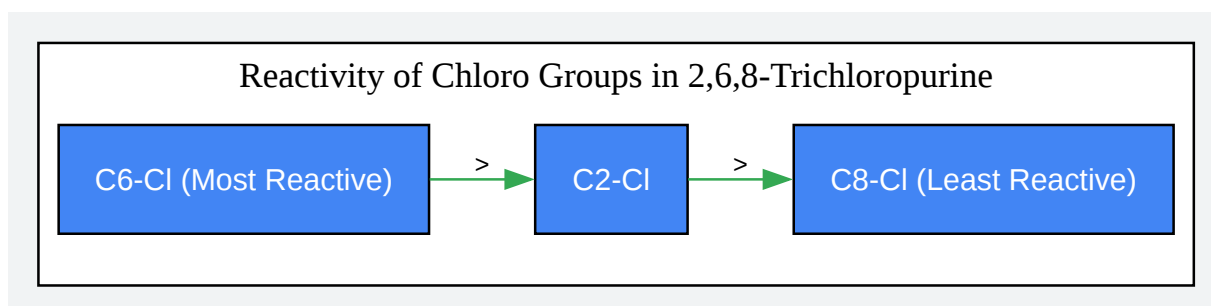 Reactivity of Chloro Groups in 2,6,8-Trichloropurine
C6-Cl (Most Reactive) > C2-Cl > C8-Cl (Least Reactive)